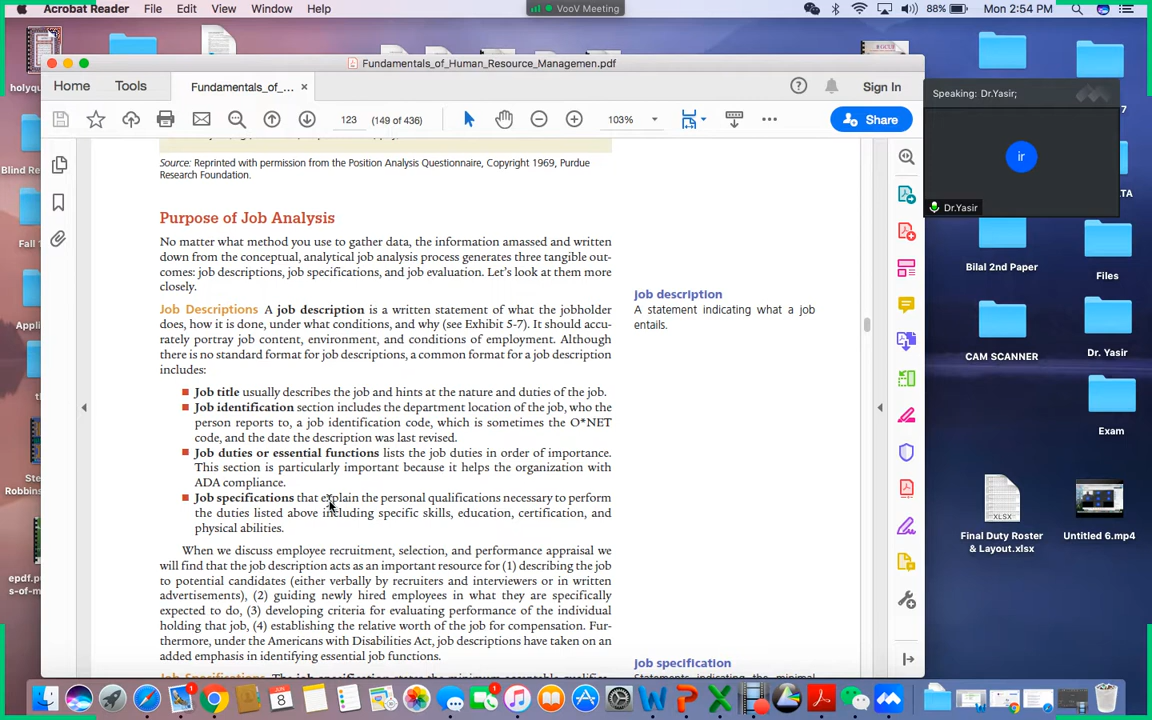 Acrobat Reader File Edit View Window Help
VooV Meeting
88% Mon 2:54 PM
Fundamentals_of_Human_Resource_Managemen.pdf
Home Tools Fundamentals_of_... × Sign In
123 (149 of 436) 103% Share
Speaking: Dr.Yasir;
ir
Dr.Yasir
holyqu
Blind Re
Fall
Applic
Ste
Robbins
epdf.pu
s-of-m
7
TA
Bilal 2nd Paper
Files
CAM SCANNER
Dr. Yasir
Exam
XLSX
Final Duty Roster
& Layout.xlsx
Untitled 6.mp4
Source: Reprinted with permission from the Position Analysis Questionnaire, Copyright 1969, Purdue
Research Foundation.
Purpose of Job Analysis
No matter what method you use to gather data, the information amassed and written
down from the conceptual, analytical job analysis process generates three tangible out-
comes: job descriptions, job specifications, and job evaluation. Let's look at them more
closely.
Job Descriptions A job description is a written statement of what the jobholder
does, how it is done, under what conditions, and why (see Exhibit 5-7). It should accu-
rately portray job content, environment, and conditions of employment. Although
there is no standard format for job descriptions, a common format for a job description
includes:
Job description
A statement indicating what a job
entails.
Job title usually describes the job and hints at the nature and duties of the job.
Job identification section includes the department location of the job, who the
person reports to, a job identification code, which is sometimes the O*NET
code, and the date the description was last revised.
Job duties or essential functions lists the job duties in order of importance.
This section is particularly important because it helps the organization with
ADA compliance.
Job specifications that explain the personal qualifications necessary to perform
the duties listed above including specific skills, education, certification, and
physical abilities.
When we discuss employee recruitment, selection, and performance appraisal we
will find that the job description acts as an important resource for (1) describing the job
to potential candidates (either verbally by recruiters and interviewers or in written
advertisements), (2) guiding newly hired employees in what they are specifically
expected to do, (3) developing criteria for evaluating performance of the individual
holding that job, (4) establishing the relative worth of the job for compensation. Fur-
thermore, under the Americans with Disabilities Act, job descriptions have taken on an
added emphasis in identifying essential job functions.
Job specification